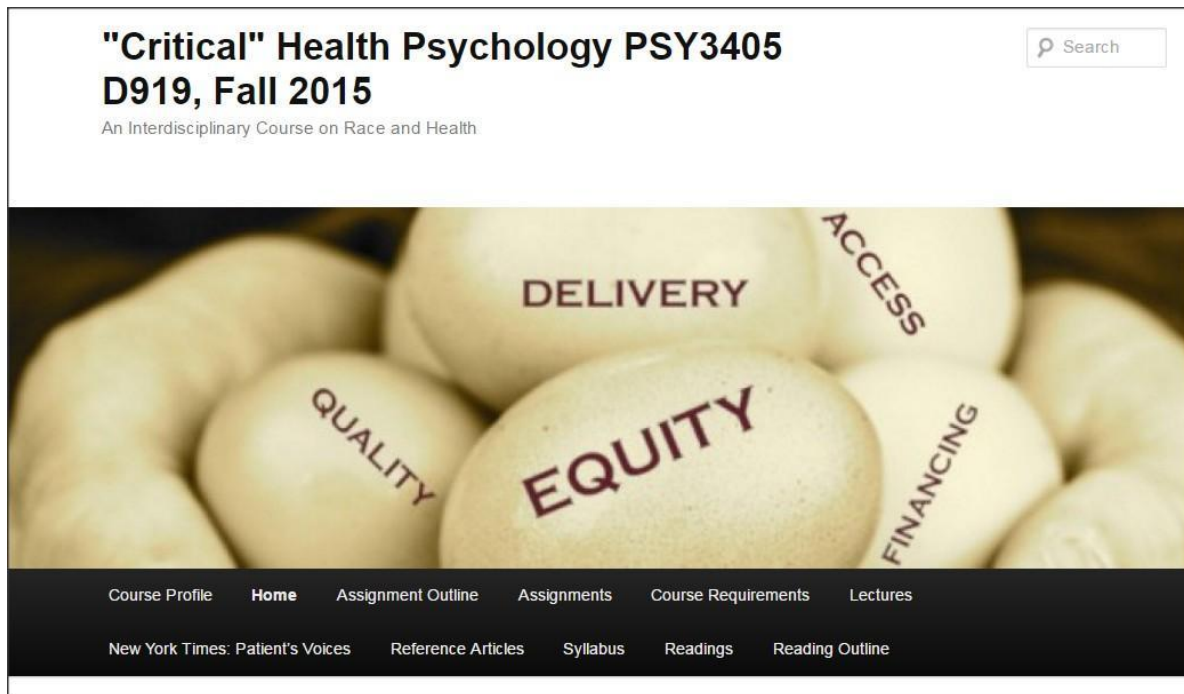 "Critical" Health Psychology PSY3405
D919, Fall 2015
An Interdisciplinary Course on Race and Health
Search
DELIVERY
ACCESS
QUALITY
EQUITY
FINANCING
Course Profile Home Assignment Outline Assignments Course Requirements Lectures
New York Times: Patient's Voices Reference Articles Syllabus Readings Reading Outline